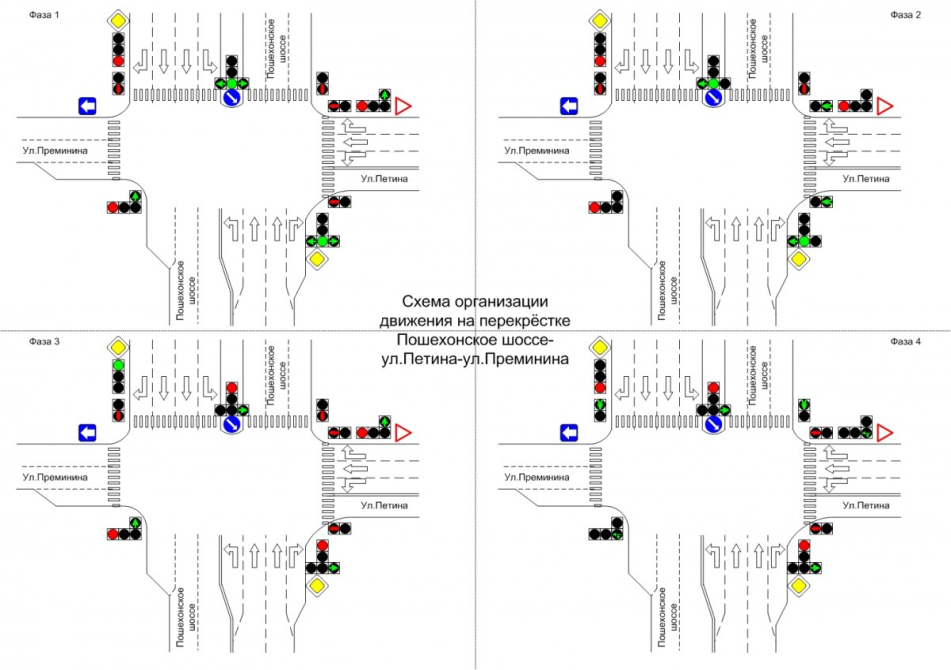 Фаза 1
Пошехонское
шоссе
Ул.Преминина
Ул.Петина
Пошехонское
шоссе
Фаза 2
Пошехонское
шоссе
Ул.Преминина
Ул.Петина
Пошехонское
шоссе
Схема организации
движения на перекрёстке
Пошехонское шоссе-
ул.Петина-ул.Преминина
Фаза 3
Пошехонское
шоссе
Ул.Преминина
Ул.Петина
Пошехонское
шоссе
Фаза 4
Пошехонское
шоссе
Ул.Преминина
Ул.Петина
Пошехонское
шоссе